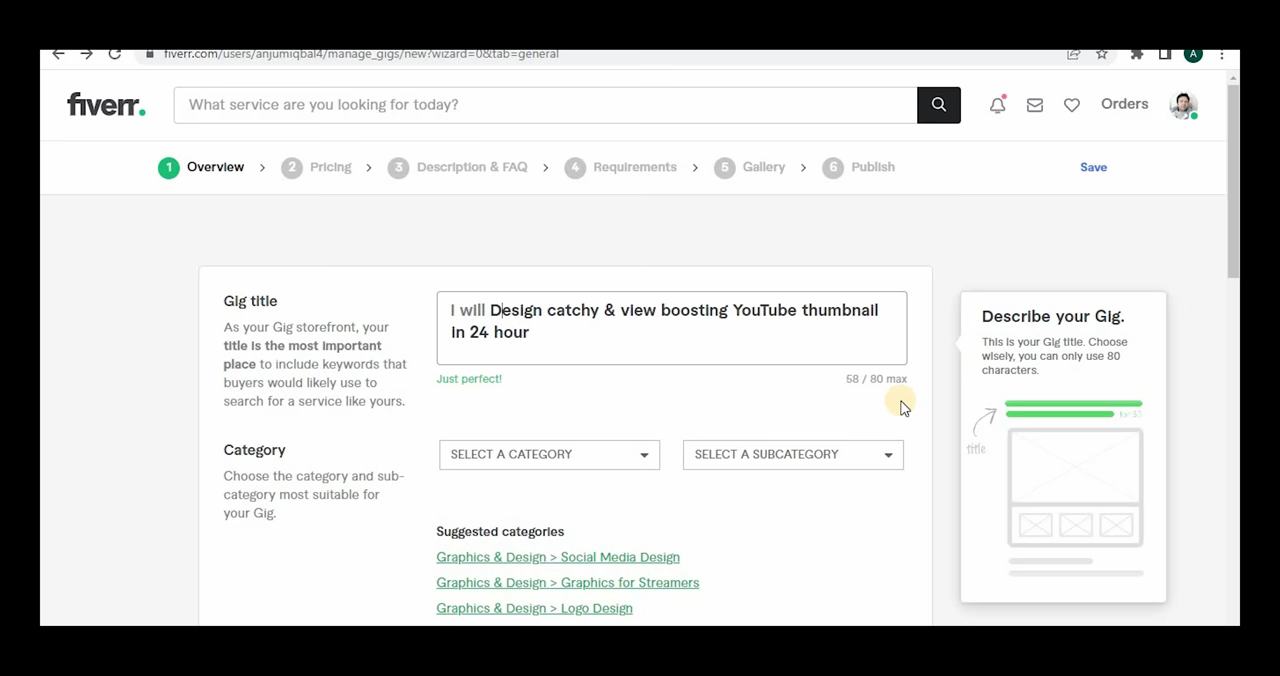 fiverr.com/users/anjumiqbal4/manage_gigs/new?wizard=0&tab=general
A
fiverr.
What service are you looking for today?
Orders
1 Overview > 2 Pricing > 3 Description & FAQ > 4 Requirements > 5 Gallery > 6 Publish
Save
Gig title
As your Gig storefront, your
title is the most important
place to include keywords that
buyers would likely use to
search for a service like yours.
I will Design catchy & view boosting YouTube thumbnail
in 24 hour
Just perfect!
58 / 80 max
Category
Choose the category and sub-
category most suitable for
your Gig.
SELECT A CATEGORY
SELECT A SUBCATEGORY
Suggested categories
Graphics & Design > Social Media Design
Graphics & Design > Graphics for Streamers
Graphics & Design > Logo Design
Describe your Gig.
This is your Gig title. Choose
wisely, you can only use 80
characters.
for $5
title